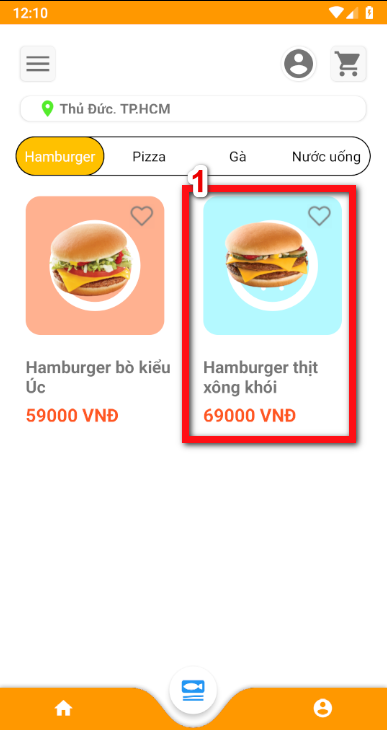 12:10
Thủ Đức. TP.HCM
Hamburger Pizza Gà Nước uống
1
Hamburger bò kiểu
Úc
59000 VNĐ
Hamburger thịt
xông khói
69000 VNĐ